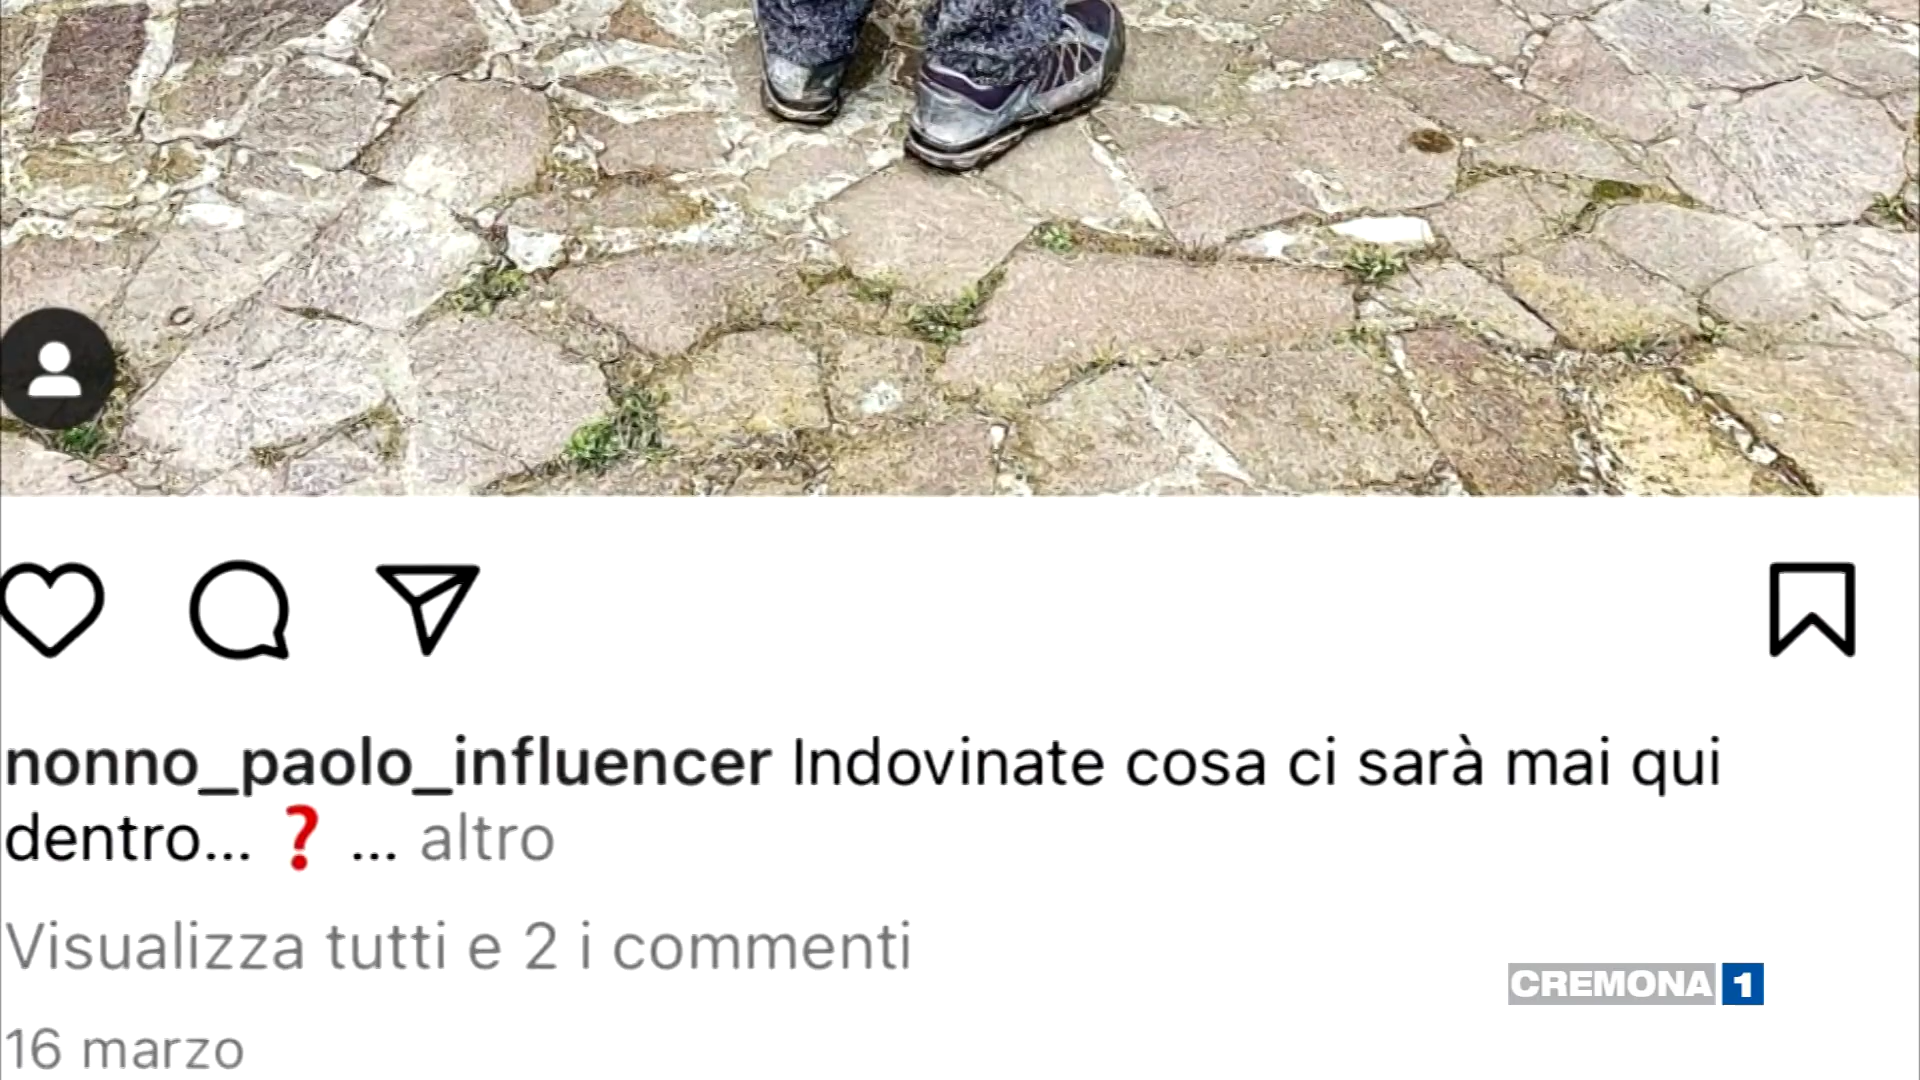 nonno_paolo_influencer Indovinate cosa ci sarà mai qui
dentro... ❓ ... altro
Visualizza tutti e 2 i commenti
CREMONA 1
16 marzo